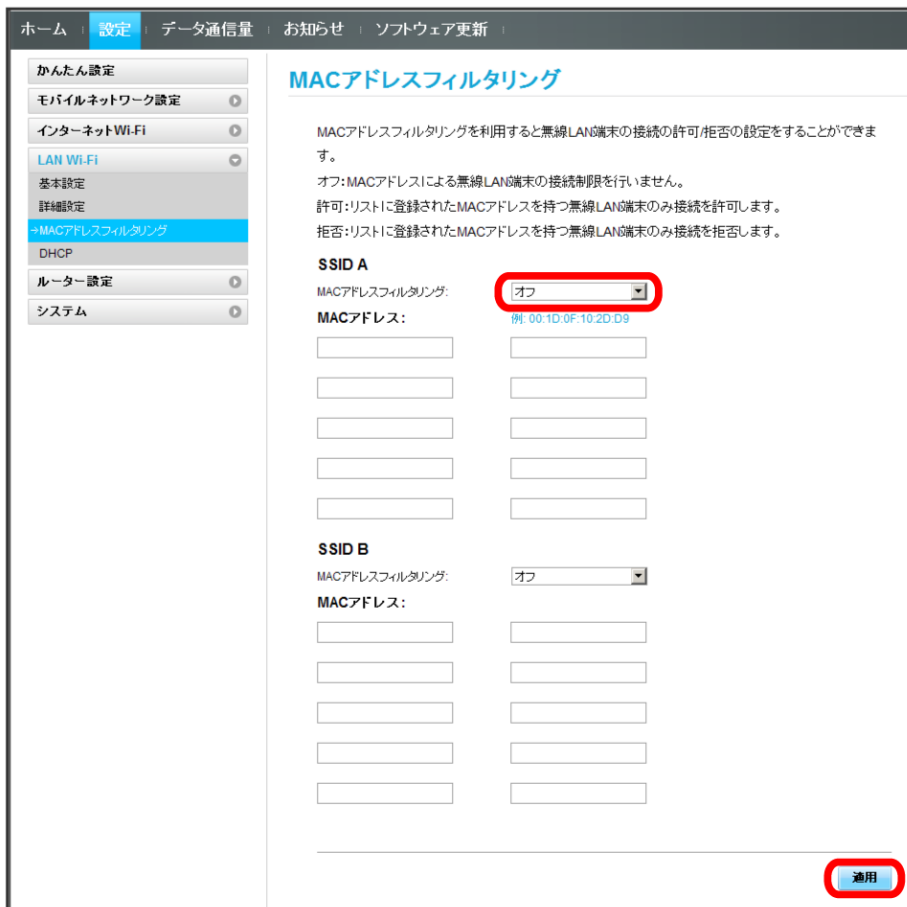 ホーム 設定 データ通信量 お知らせ ソフトウェア更新
かんたん設定
モバイルネットワーク設定
インターネットWi-Fi
LAN Wi-Fi
基本設定
詳細設定
→MACアドレスフィルタリング
DHCP
ルーター設定
システム
MACアドレスフィルタリング
MACアドレスフィルタリングを利用すると無線LAN端末の接続の許可/拒否の設定をすることができま
す。
オフ:MACアドレスによる無線LAN端末の接続制限を行いません。
許可:リストに登録されたMACアドレスを持つ無線LAN端末のみ接続を許可します。
拒否:リストに登録されたMACアドレスを持つ無線LAN端末のみ接続を拒否します。
SSID A
MACアドレスフィルタリング: オフ
MACアドレス: 例: 00:1D:0F:10:2D:D9
SSID B
MACアドレスフィルタリング: オフ
MACアドレス:
適用